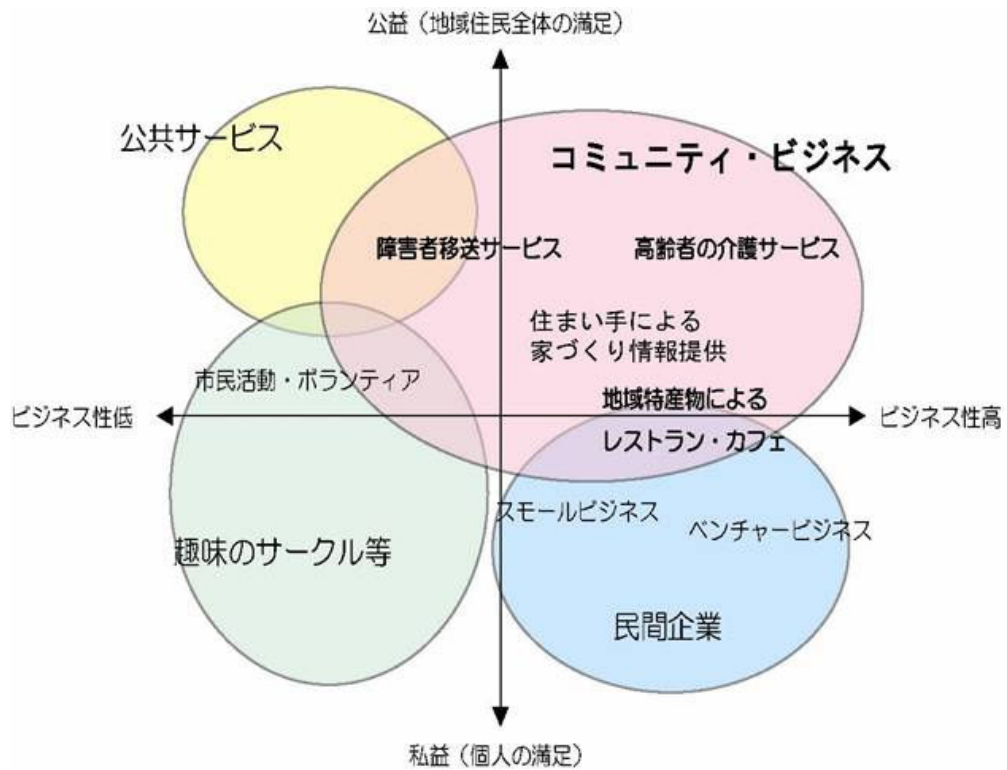 公益（地域住民全体の満足）
公共サービス
コミュニティ・ビジネス
障害者移送サービス
高齢者の介護サービス
住まい手による
家づくり情報提供
市民活動・ボランティア
地域特産物による
ビジネス性低
ビジネス性高
レストラン・カフェ
スモールビジネス
ベンチャービジネス
趣味のサークル等
民間企業
私益（個人の満足）